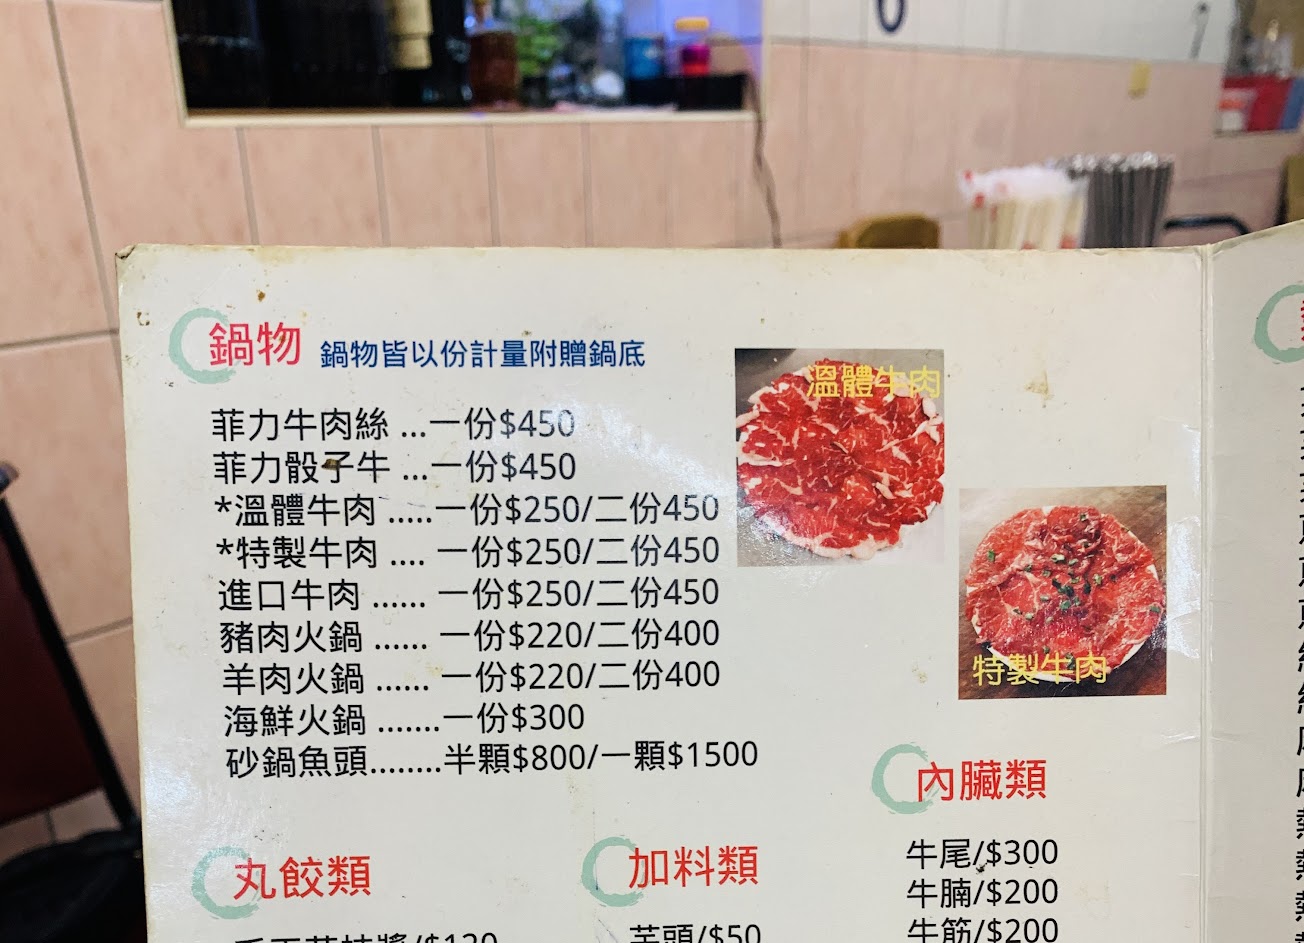 鍋物 鍋物皆以份計量附贈鍋底
菲力牛肉絲 ...一份$450
菲力骰子牛 ...一份$450
*溫體牛肉 .....一份$250/二份450
*特製牛肉 .... 一份$250/二份450
進口牛肉 ...... 一份$250/二份450
豬肉火鍋 ...... 一份$220/二份400
羊肉火鍋 ...... 一份$220/二份400
海鮮火鍋 .......一份$300
砂鍋魚頭........半顆$800/一顆$1500
溫體牛肉
特製牛肉
丸餃類
加料類
芋頭/$50
內臟類
牛尾/$300
牛腩/$200
牛筋/$200